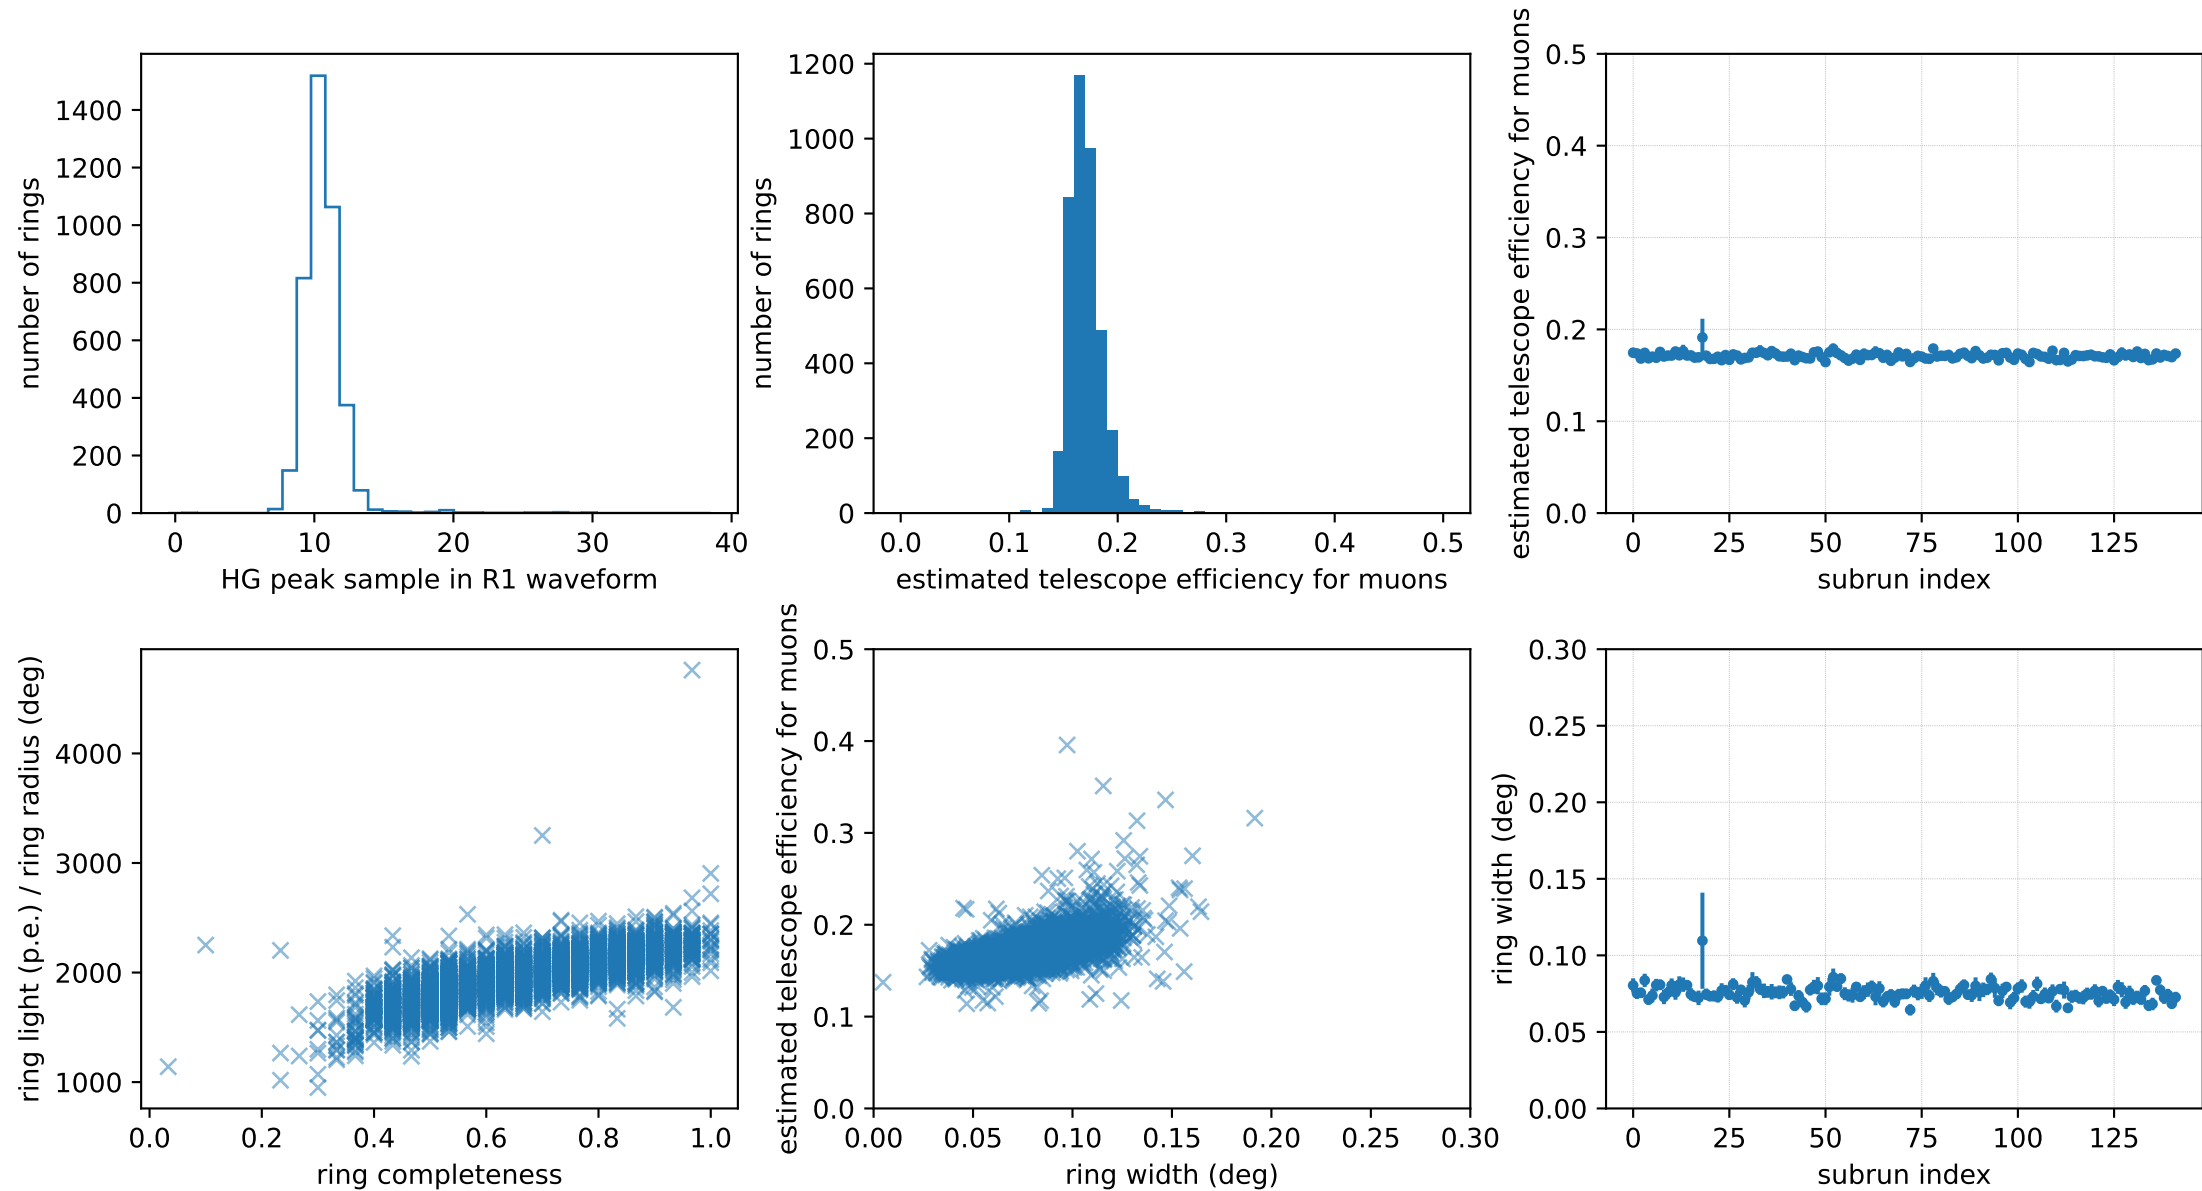 number of rings
1400
1200
1000
800
600
400
200
0
0 10 20 30 40
HG peak sample in R1 waveform
number of rings
1200
1000
800
600
400
200
0
0.0 0.1 0.2 0.3 0.4 0.5
estimated telescope efficiency for muons
estimated telescope efficiency for muons
0.5
0.4
0.3
0.2
0.1
0.0
0 25 50 75 100 125
subrun index
ring light (p.e.) / ring radius (deg)
4000
3000
2000
1000
0.0 0.2 0.4 0.6 0.8 1.0
ring completeness
estimated telescope efficiency for muons
0.5
0.4
0.3
0.2
0.1
0.0
0.00 0.05 0.10 0.15 0.20 0.25 0.30
ring width (deg)
ring width (deg)
0.30
0.25
0.20
0.15
0.10
0.05
0.00
0 25 50 75 100 125
subrun index